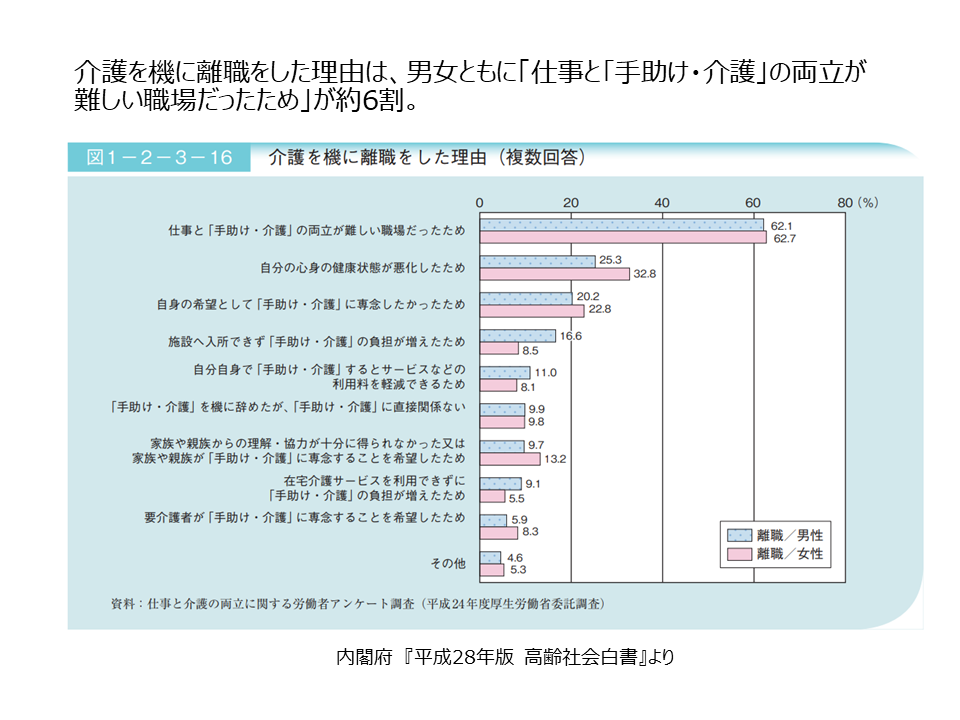 介護を機に離職をした理由は、男女ともに「仕事と「手助け・介護」の両立が
難しい職場だったため」が約6割。
図1－2－3－16 介護を機に離職をした理由（複数回答）
0 20 40 60 80（%）
仕事と「手助け・介護」の両立が難しい職場だったため 62.1
62.7
自分の心身の健康状態が悪化したため 25.3
32.8
自身の希望として「手助け・介護」に専念したかったため 20.2
22.8
施設へ入所できず「手助け・介護」の負担が増えたため 16.6
8.5
自分自身で「手助け・介護」するとサービスなどの
利用料を軽減できるため 11.0
8.1
「手助け・介護」を機に辞めたが、「手助け・介護」に直接関係ない 9.9
9.8
家族や親族からの理解・協力が十分に得られなかった又は
家族や親族が「手助け・介護」に専念することを希望したため 9.7
13.2
在宅介護サービスを利用できずに
「手助け・介護」の負担が増えたため 9.1
5.5
要介護者が「手助け・介護」に専念することを希望したため 5.9
8.3
その他 4.6
5.3
離職／男性
離職／女性
資料：仕事と介護の両立に関する労働者アンケート調査（平成24年度厚生労働省委託調査）
内閣府 『平成28年版 高齢社会白書』より